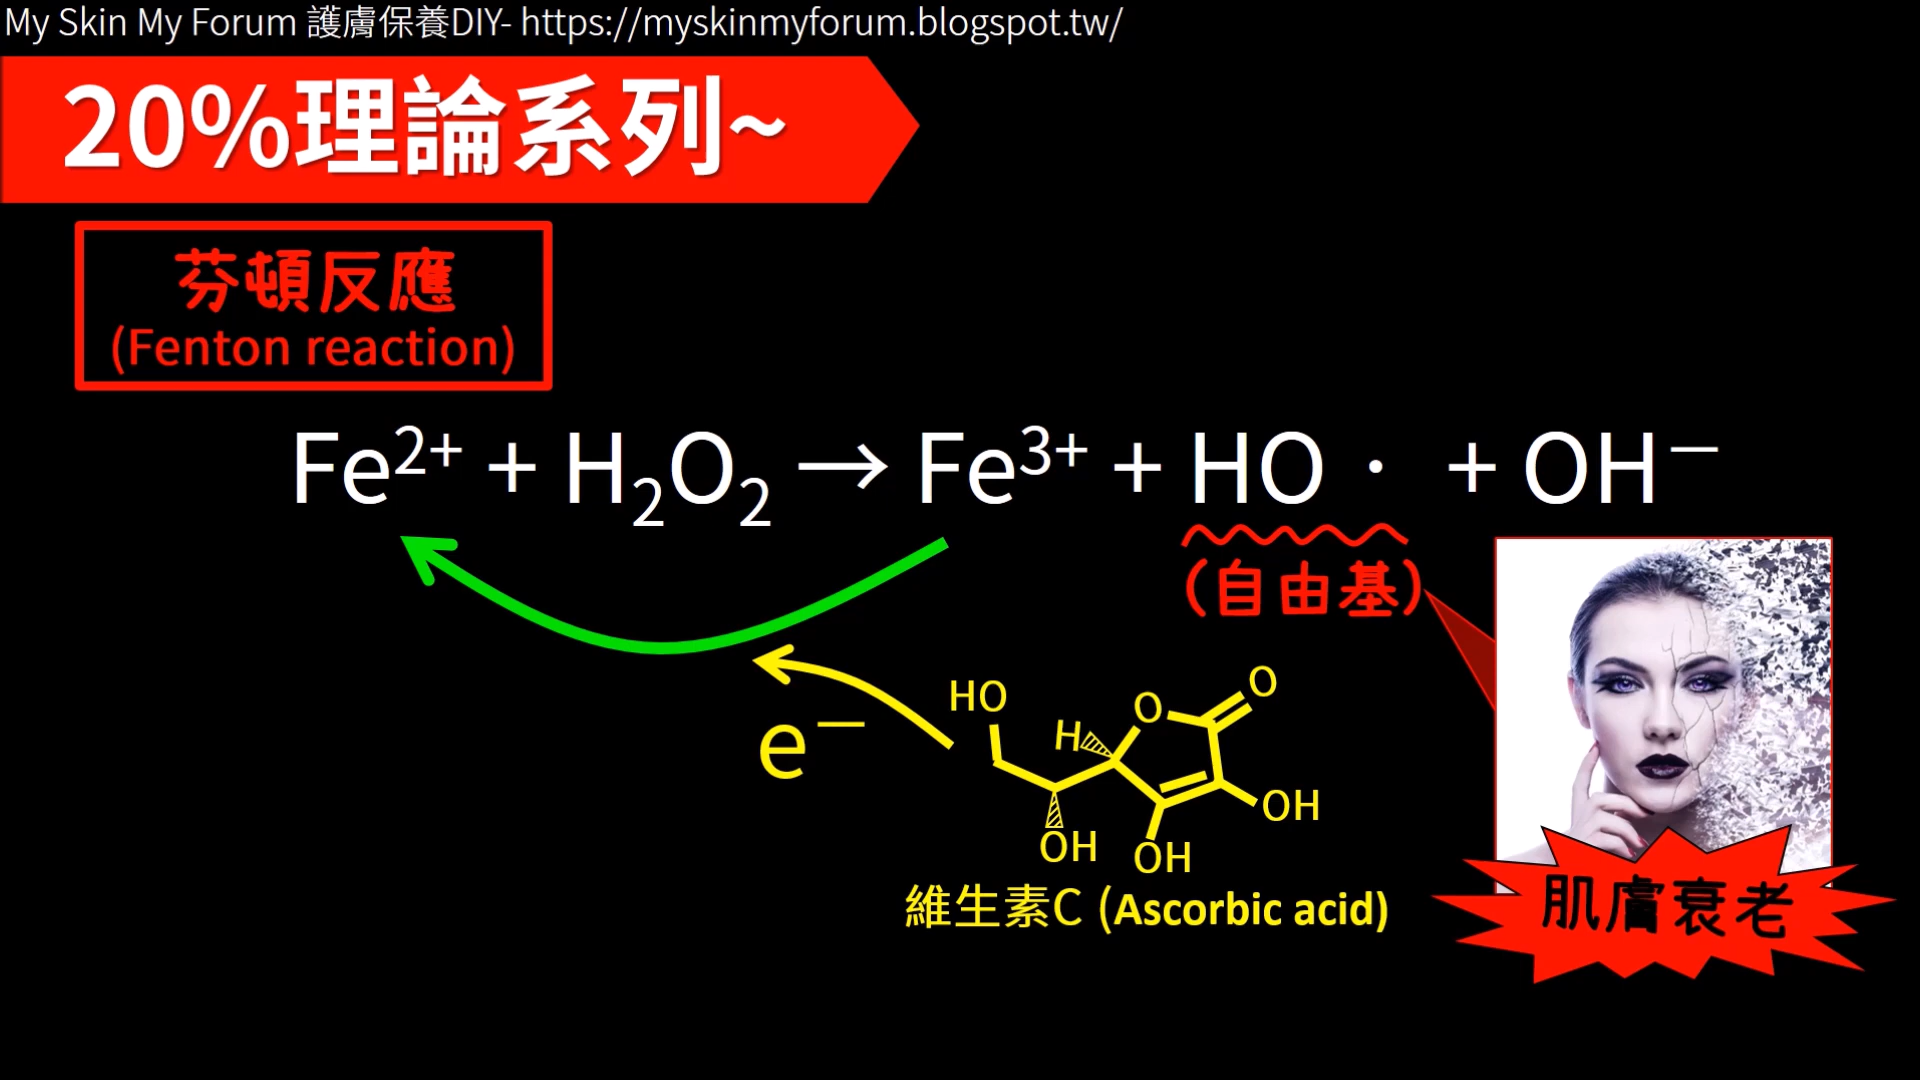 My Skin My Forum 護膚保養DIY- https://myskinmyforum.blogspot.tw/
20%理論系列~
芬頓反應
(Fenton reaction)
Fe²⁺ + H₂O₂ → Fe³⁺ + HO · + OH⁻
(自由基)
e⁻
HO
H
O
O
OH
OH
OH
維生素C (Ascorbic acid)
肌膚衰老